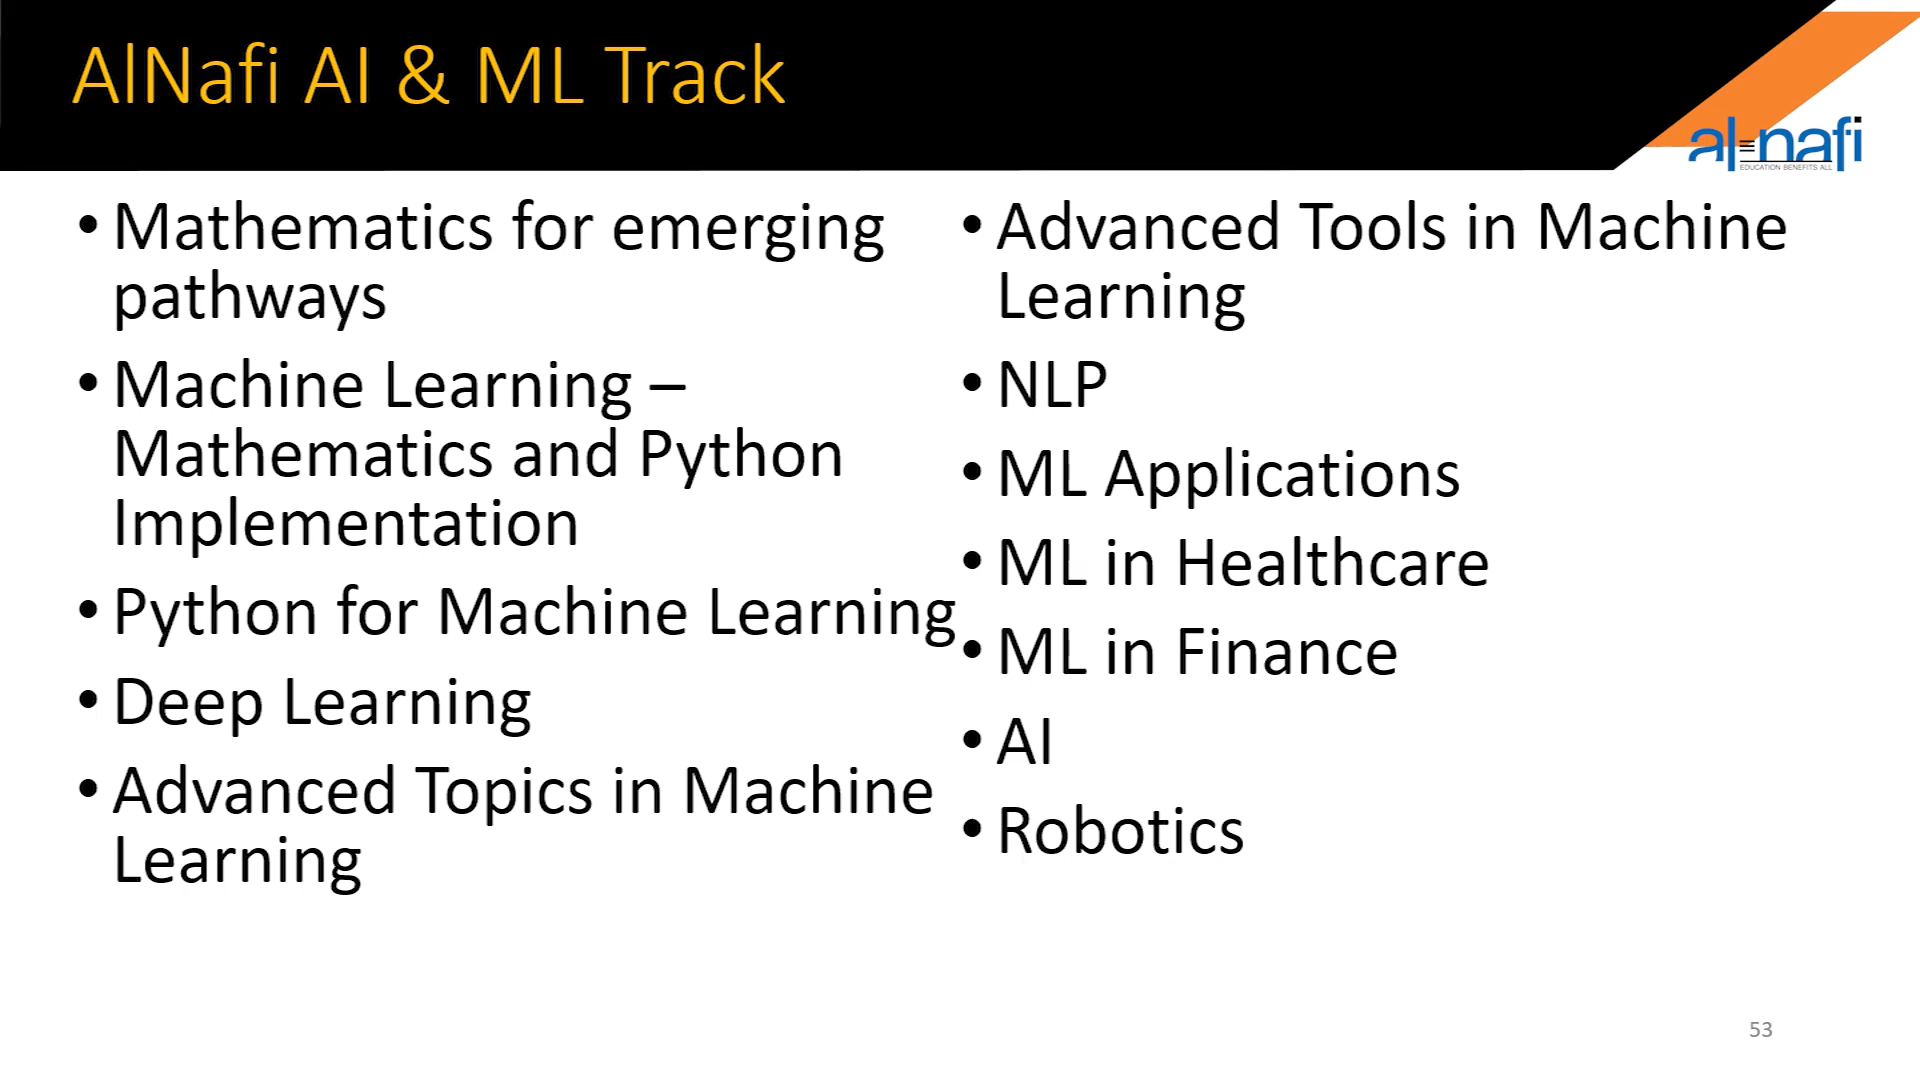 AlNafi AI & ML Track
al-nafi
EDUCATION BENEFITS ALL
• Mathematics for emerging
pathways
• Machine Learning –
Mathematics and Python
Implementation
• Python for Machine Learning
• Deep Learning
• Advanced Topics in Machine
Learning
• Advanced Tools in Machine
Learning
• NLP
• ML Applications
• ML in Healthcare
• ML in Finance
• AI
• Robotics
53